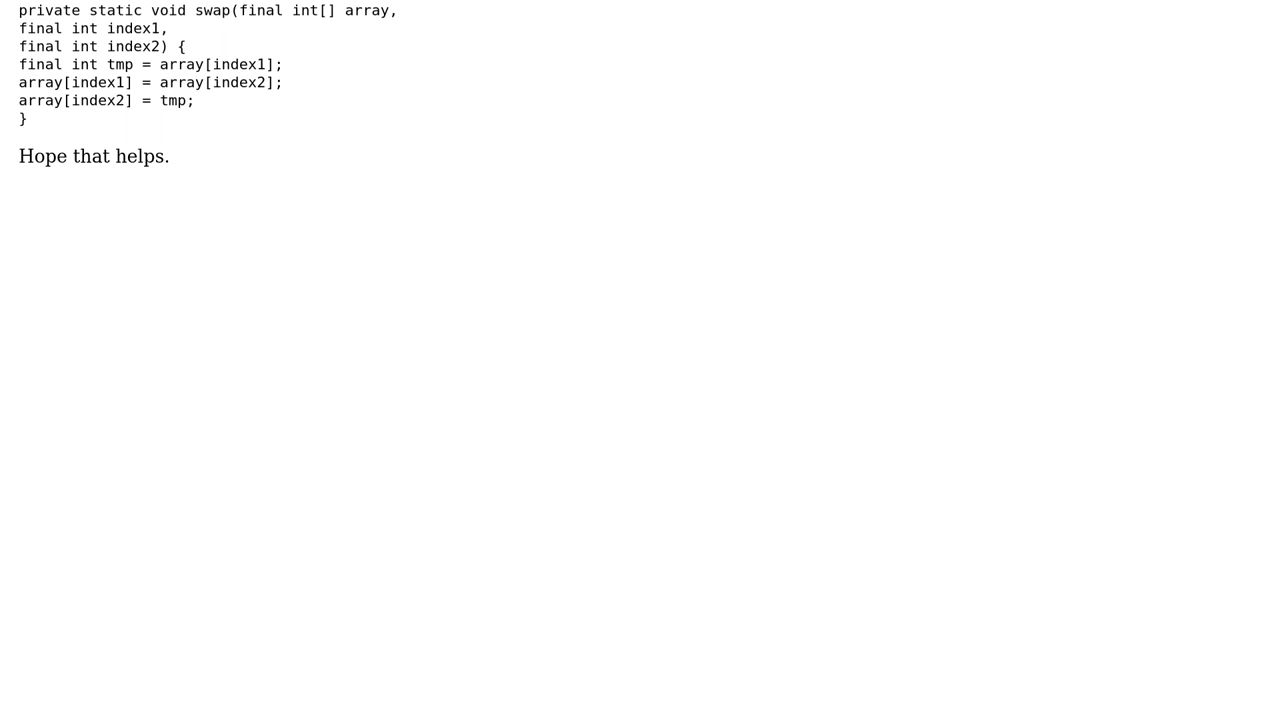 private static void swap(final int[] array,
final int index1,
final int index2) {
final int tmp = array[index1];
array[index1] = array[index2];
array[index2] = tmp;
}
Hope that helps.